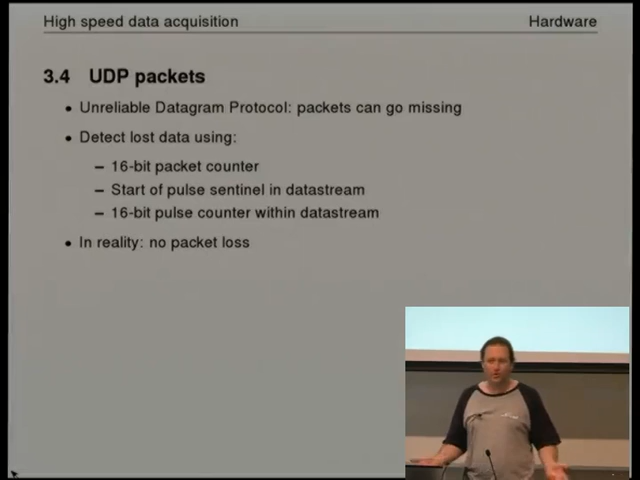 High speed data acquisition Hardware
3.4 UDP packets
• Unreliable Datagram Protocol: packets can go missing
• Detect lost data using:
– 16-bit packet counter
– Start of pulse sentinel in datastream
– 16-bit pulse counter within datastream
• In reality: no packet loss